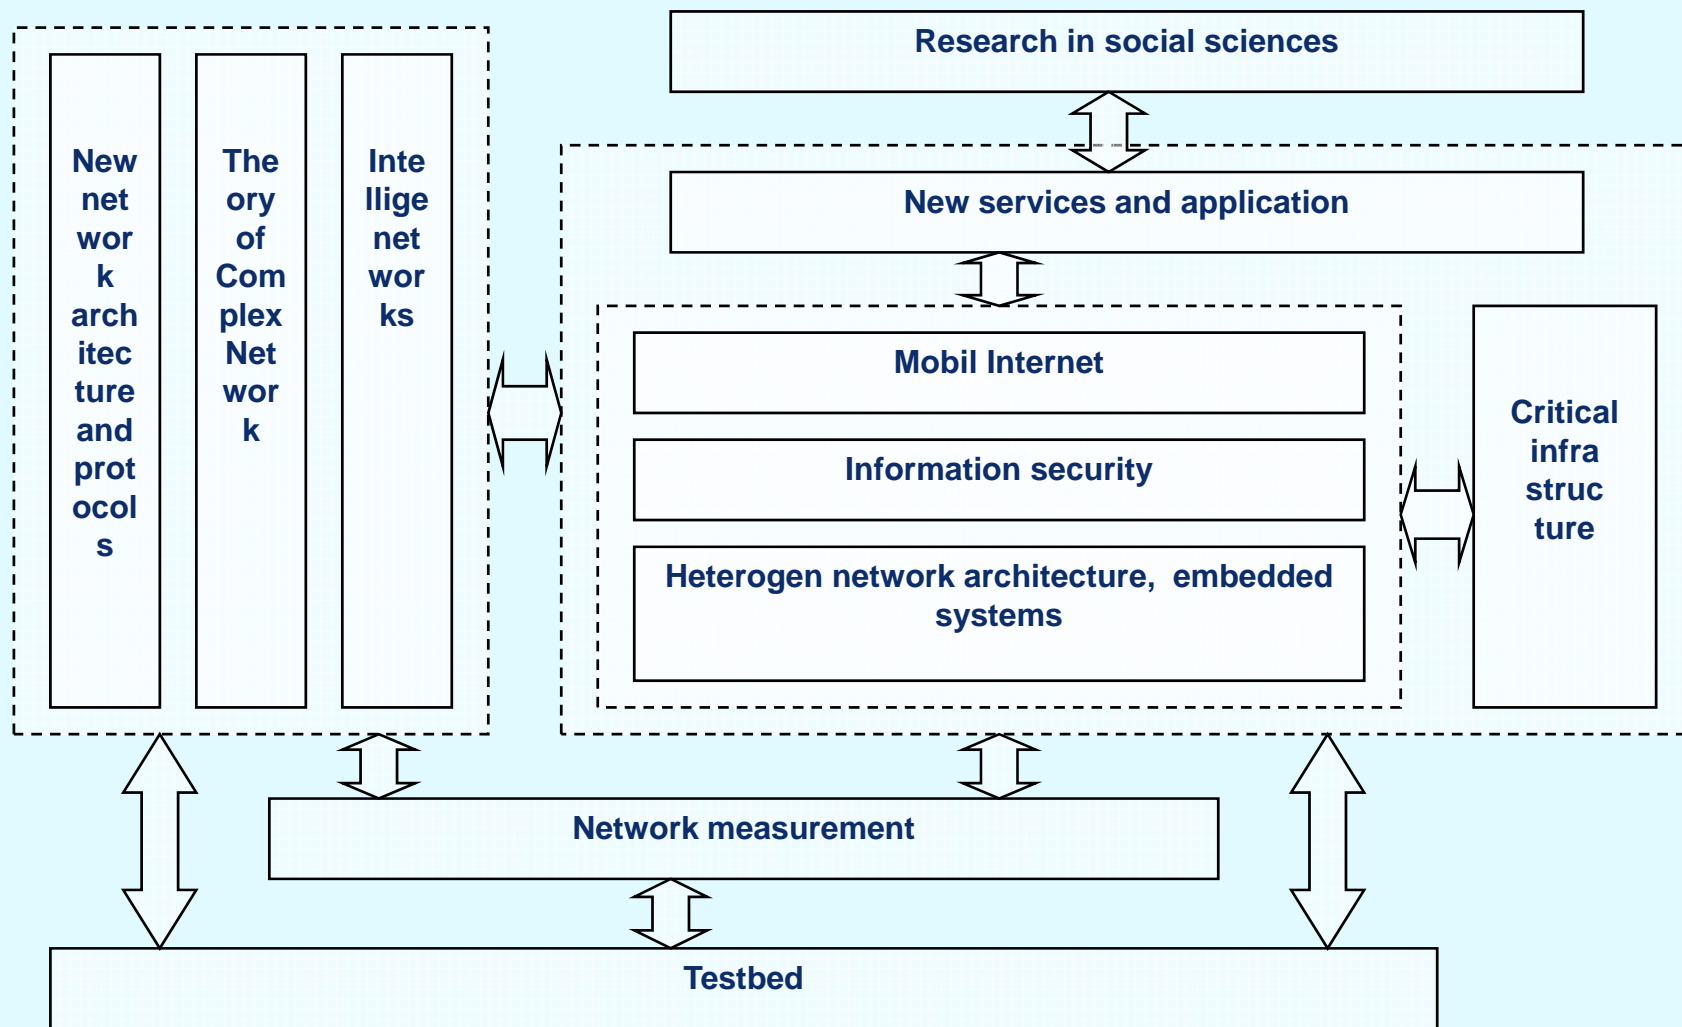 Research in social sciences
New
net
wor
k
arch
itec
ture
and
prot
ocol
s
The
ory
of
Com
plex
Net
wor
k
Inte
llige
net
wor
ks
New services and application
Mobil Internet
Information security
Heterogen network architecture, embedded
systems
Critical
infra
struc
ture
Network measurement
Testbed